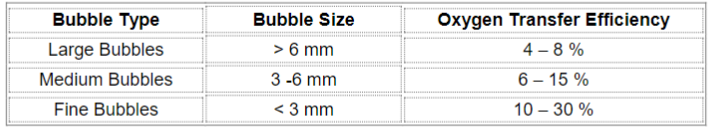 Bubble Type Bubble Size Oxygen Transfer Efficiency
Large Bubbles > 6 mm 4 – 8 %
Medium Bubbles 3 -6 mm 6 – 15 %
Fine Bubbles < 3 mm 10 – 30 %